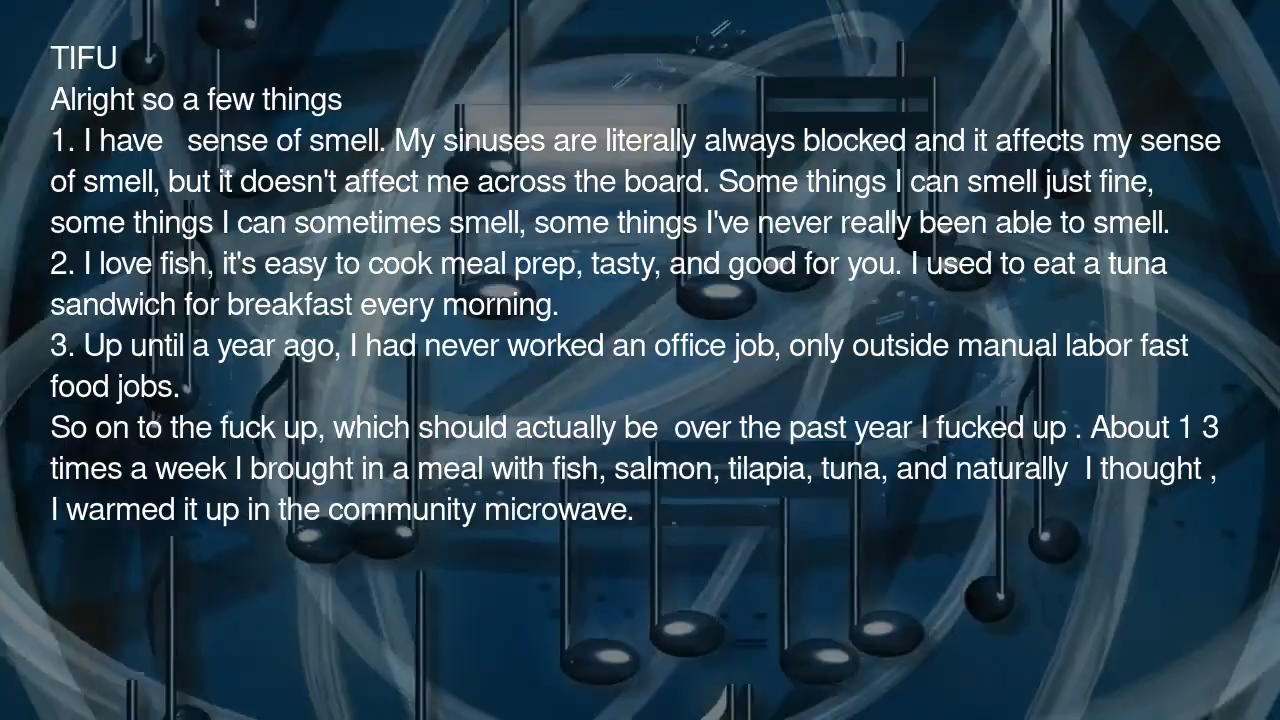 TIFU
Alright so a few things
1. I have   sense of smell. My sinuses are literally always blocked and it affects my sense
of smell, but it doesn't affect me across the board. Some things I can smell just fine,
some things I can sometimes smell, some things I've never really been able to smell.
2. I love fish, it's easy to cook meal prep, tasty, and good for you. I used to eat a tuna
sandwich for breakfast every morning.
3. Up until a year ago, I had never worked an office job, only outside manual labor fast
food jobs.
So on to the fuck up, which should actually be  over the past year I fucked up . About 1 3
times a week I brought in a meal with fish, salmon, tilapia, tuna, and naturally  I thought ,
I warmed it up in the community microwave.